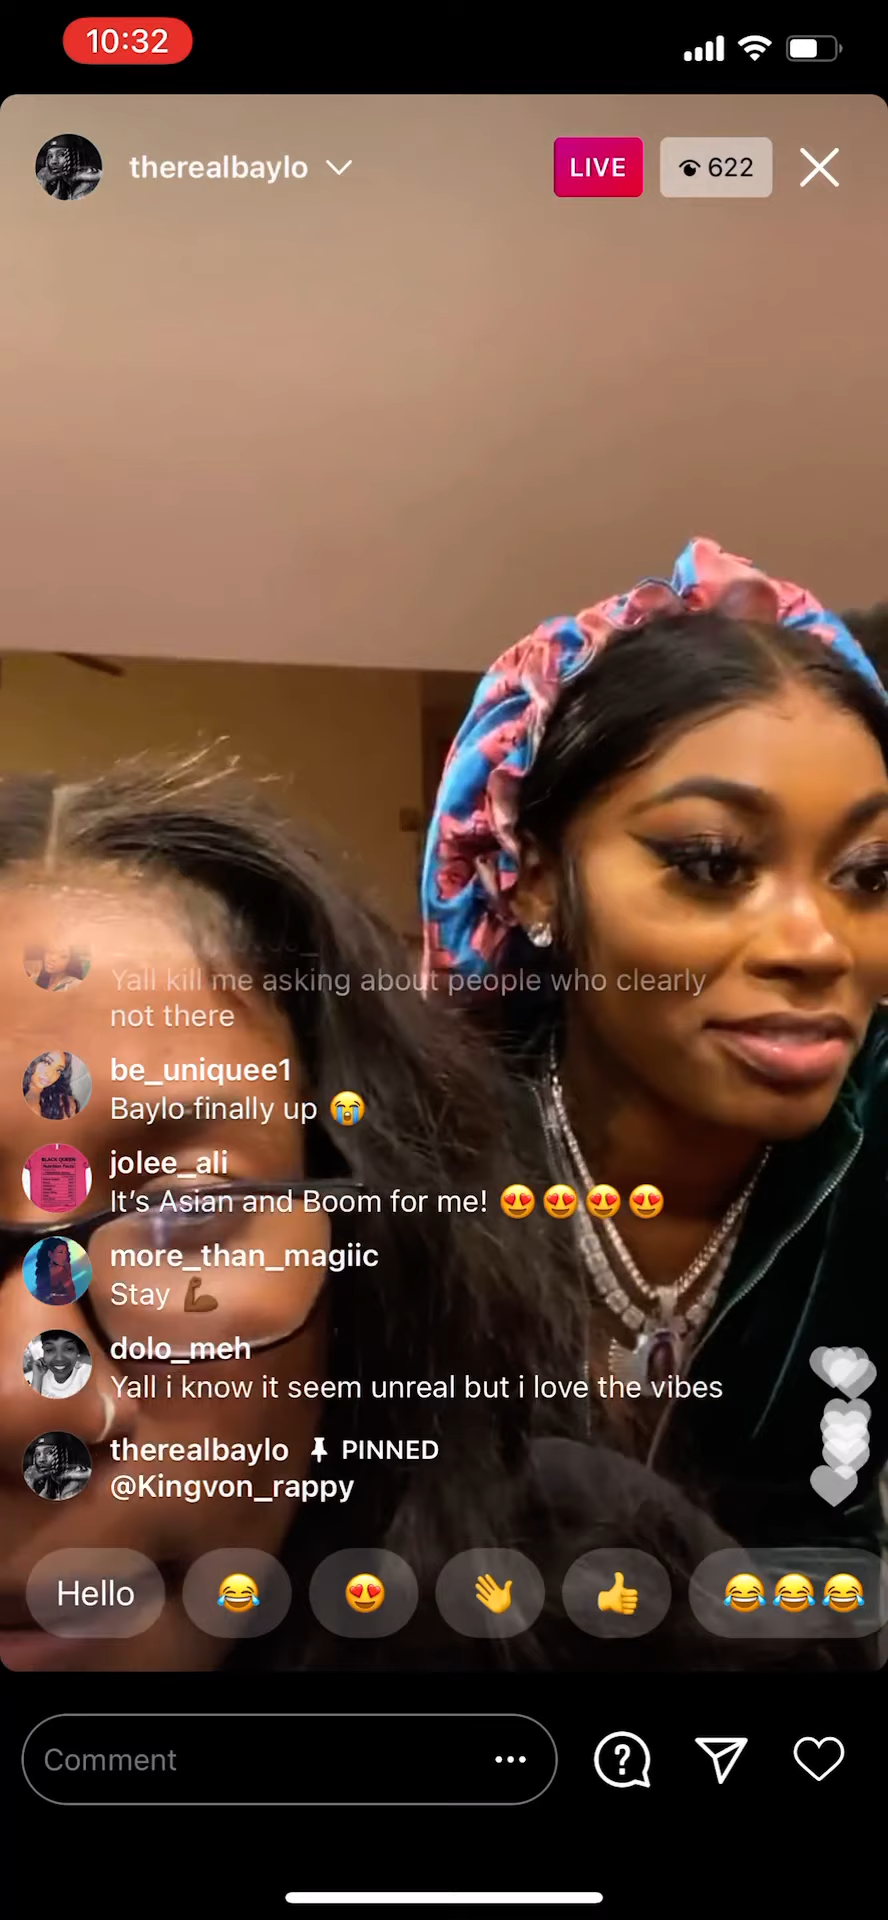 10:32
therealbaylo
LIVE
622
Yall kill me asking about people who clearly
not there
be_uniquee1
Baylo finally up 😭
BLACK QUEEN
jolee_ali
It’s Asian and Boom for me! 😍😍😍😍
more_than_magiic
Stay 💪🏾
dolo_meh
Yall i know it seem unreal but i love the vibes
therealbaylo PINNED
@Kingvon_rappy
Hello 😂 😍 👋 👍 😂😂😂
Comment